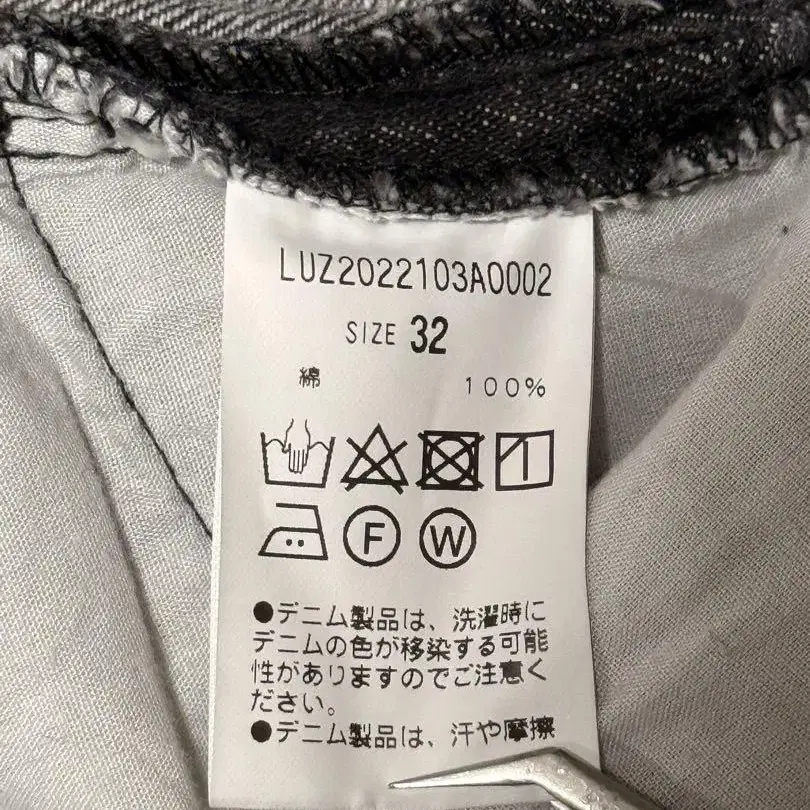 LUZ2022103A0002
SIZE 32
綿 100%
F W
●デニム製品は、洗濯時に
デニムの色が移染する可能
性がありますのでご注意く
ださい。
●デニム製品は、汗や摩擦